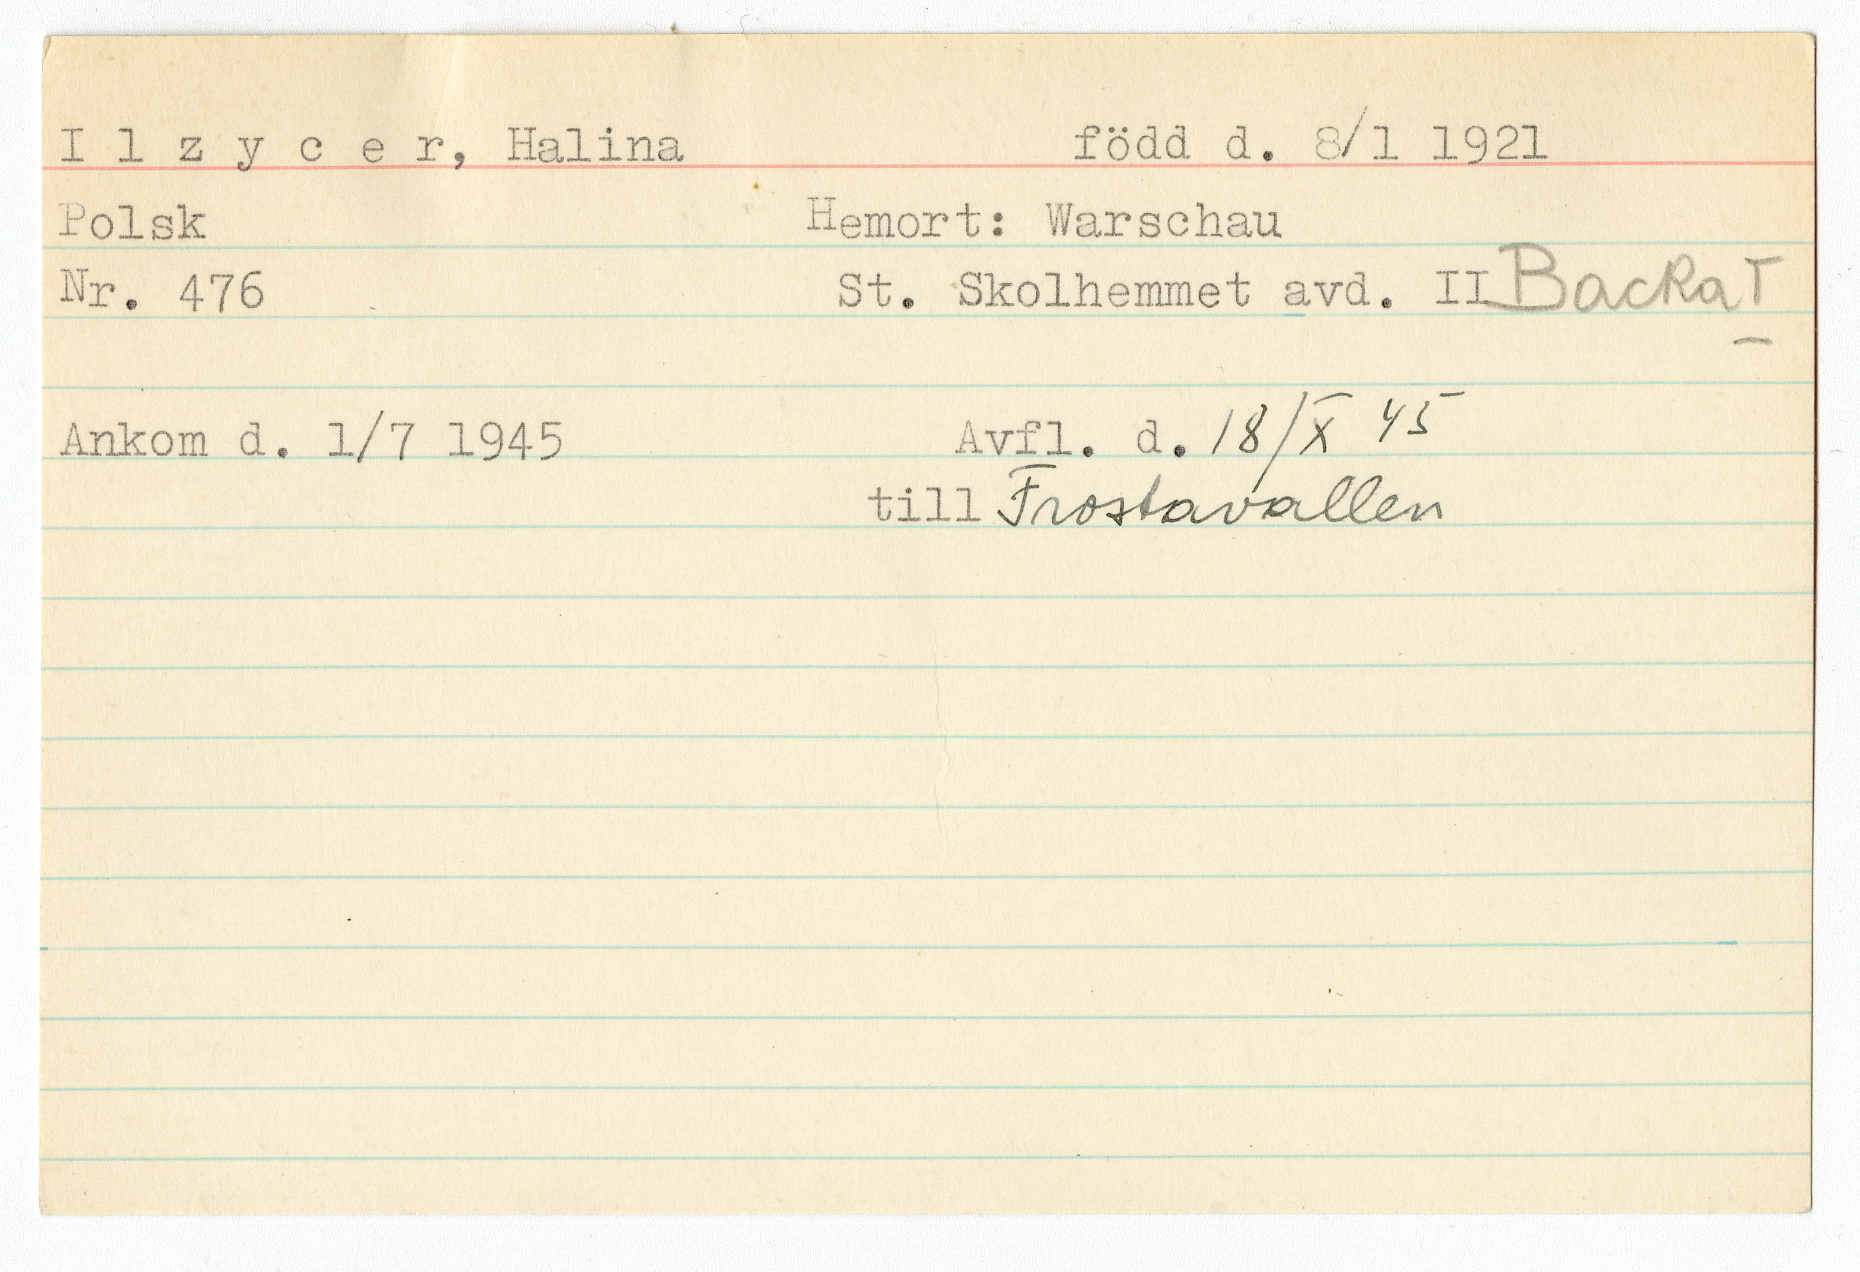 I l z y c e r, Halina född d. 8/1 1921
Polsk Hemort: Warschau
Nr. 476 St. Skolhemmet avd. II Backa I
Ankom d. 1/7 1945 Avfl. d. 18/X 45
till Frostavallen